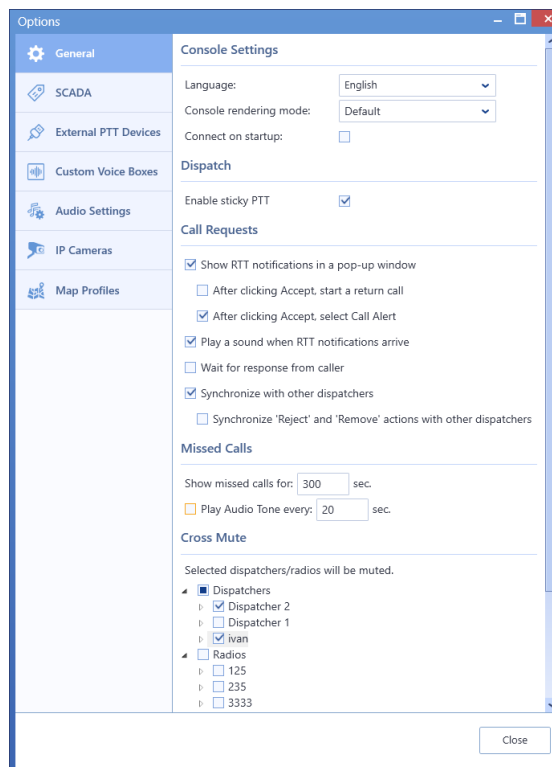 Options
General
SCADA
External PTT Devices
Custom Voice Boxes
Audio Settings
IP Cameras
Map Profiles
Console Settings
Language: English
Console rendering mode: Default
Connect on startup:
Dispatch
Enable sticky PTT
Call Requests
Show RTT notifications in a pop-up window
After clicking Accept, start a return call
After clicking Accept, select Call Alert
Play a sound when RTT notifications arrive
Wait for response from caller
Synchronize with other dispatchers
Synchronize 'Reject' and 'Remove' actions with other dispatchers
Missed Calls
Show missed calls for: 300 sec.
Play Audio Tone every: 20 sec.
Cross Mute
Selected dispatchers/radios will be muted.
Dispatchers
Dispatcher 2
Dispatcher 1
ivan
Radios
125
235
3333
Close